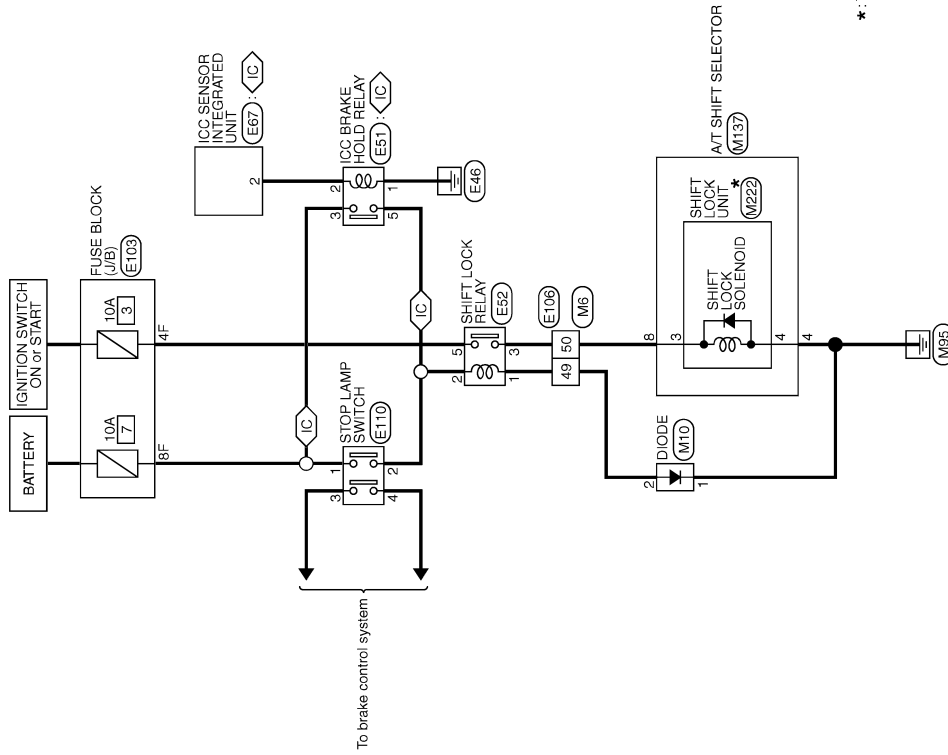 IGNITION SWITCH
ON or START
BATTERY
FUSE BLOCK
(J/B)
E103
10A
3
10A
7
4F
8F
ICC SENSOR
INTEGRATED
UNIT
E67 : IC
2
ICC BRAKE
HOLD RELAY
E51 : IC
2
3
1
5
E46
IC
IC
STOP LAMP
SWITCH
E110
1
3
2
4
To brake control system
SHIFT LOCK
RELAY
E52
5
2
3
1
E106
M6
50
49
A/T SHIFT SELECTOR
M137
8
3
SHIFT
LOCK
UNIT *
M222
SHIFT
LOCK
SOLENOID
4
4
DIODE
M10
2
1
M95
*: